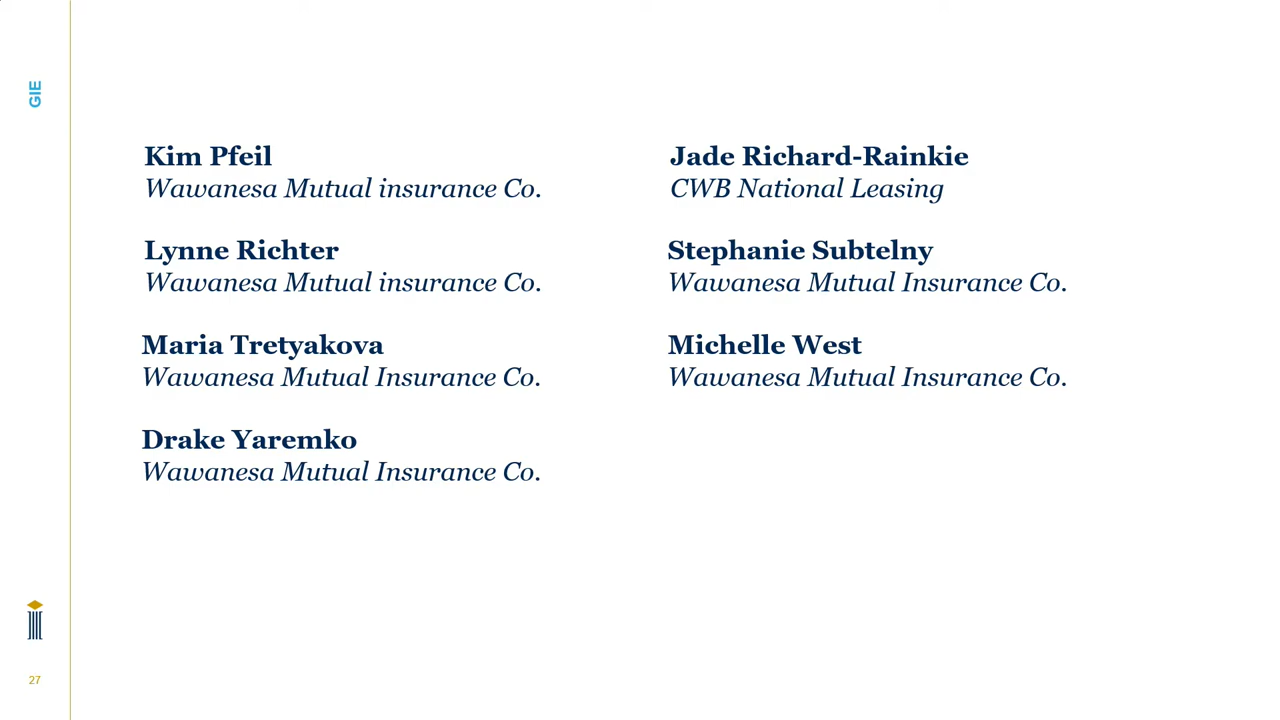 GIE
Kim Pfeil
Wawanesa Mutual insurance Co.
Jade Richard-Rainkie
CWB National Leasing
Lynne Richter
Wawanesa Mutual insurance Co.
Stephanie Subtelny
Wawanesa Mutual Insurance Co.
Maria Tretyakova
Wawanesa Mutual Insurance Co.
Michelle West
Wawanesa Mutual Insurance Co.
Drake Yaremko
Wawanesa Mutual Insurance Co.
27